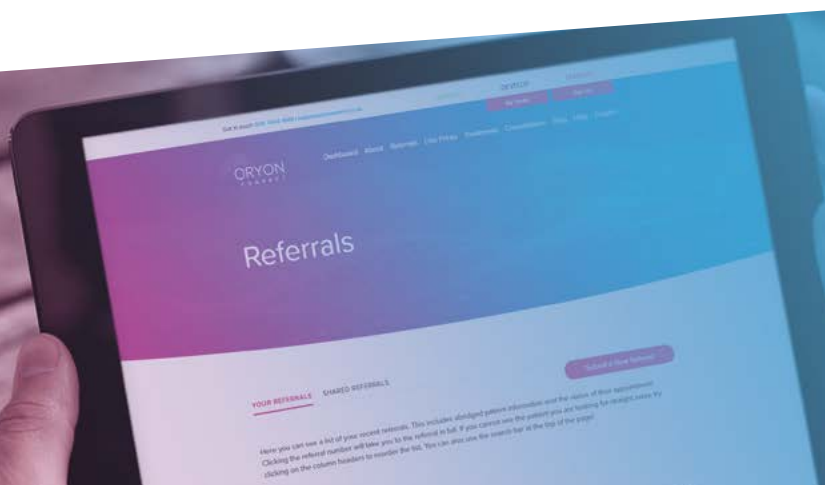 Get in touch
ORYON
CONNECT
Dashboard About Referrals
Referrals
Submit a New Referral
YOUR REFERRALS SHARED REFERRALS
Here you can see a list of your recent referrals. This includes abridged patient information and the status of their appointment.
Clicking the referral number will take you to the referral in full. If you cannot see the patient you are looking for straight away try
clicking on the column headers to reorder the list. You can also use the search bar at the top of the page.